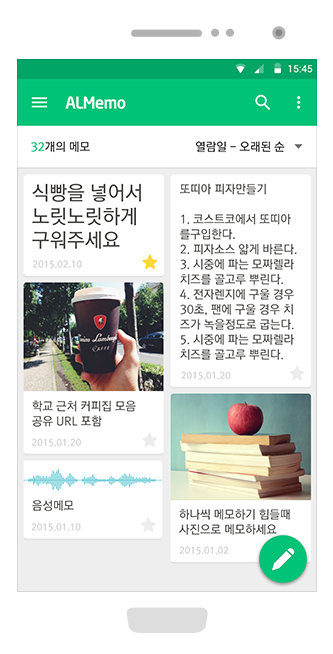 15:45
ALMemo
32개의 메모
열람일 – 오래된 순
식빵을 넣어서
노릿노릿하게
구워주세요
2015.02.10
또띠아 피자만들기
1. 코스트코에서 또띠아
를구입한다.
2. 피자소스 얇게 바른다.
3. 시중에 파는 모짜렐라
치즈를 골고루 뿌린다.
4. 전자렌지에 구울 경우
30초, 팬에 구울 경우 치
즈가 녹을정도로 굽는다.
5. 시중에 파는 모짜렐라
치즈를 골고루 뿌린다.
2015.01.20
CAFFÈ
학교 근처 커피집 모음
공유 URL 포함
2015.01.20
음성메모
2015.01.10
하나씩 메모하기 힘들때
사진으로 메모하세요
2015.01.02